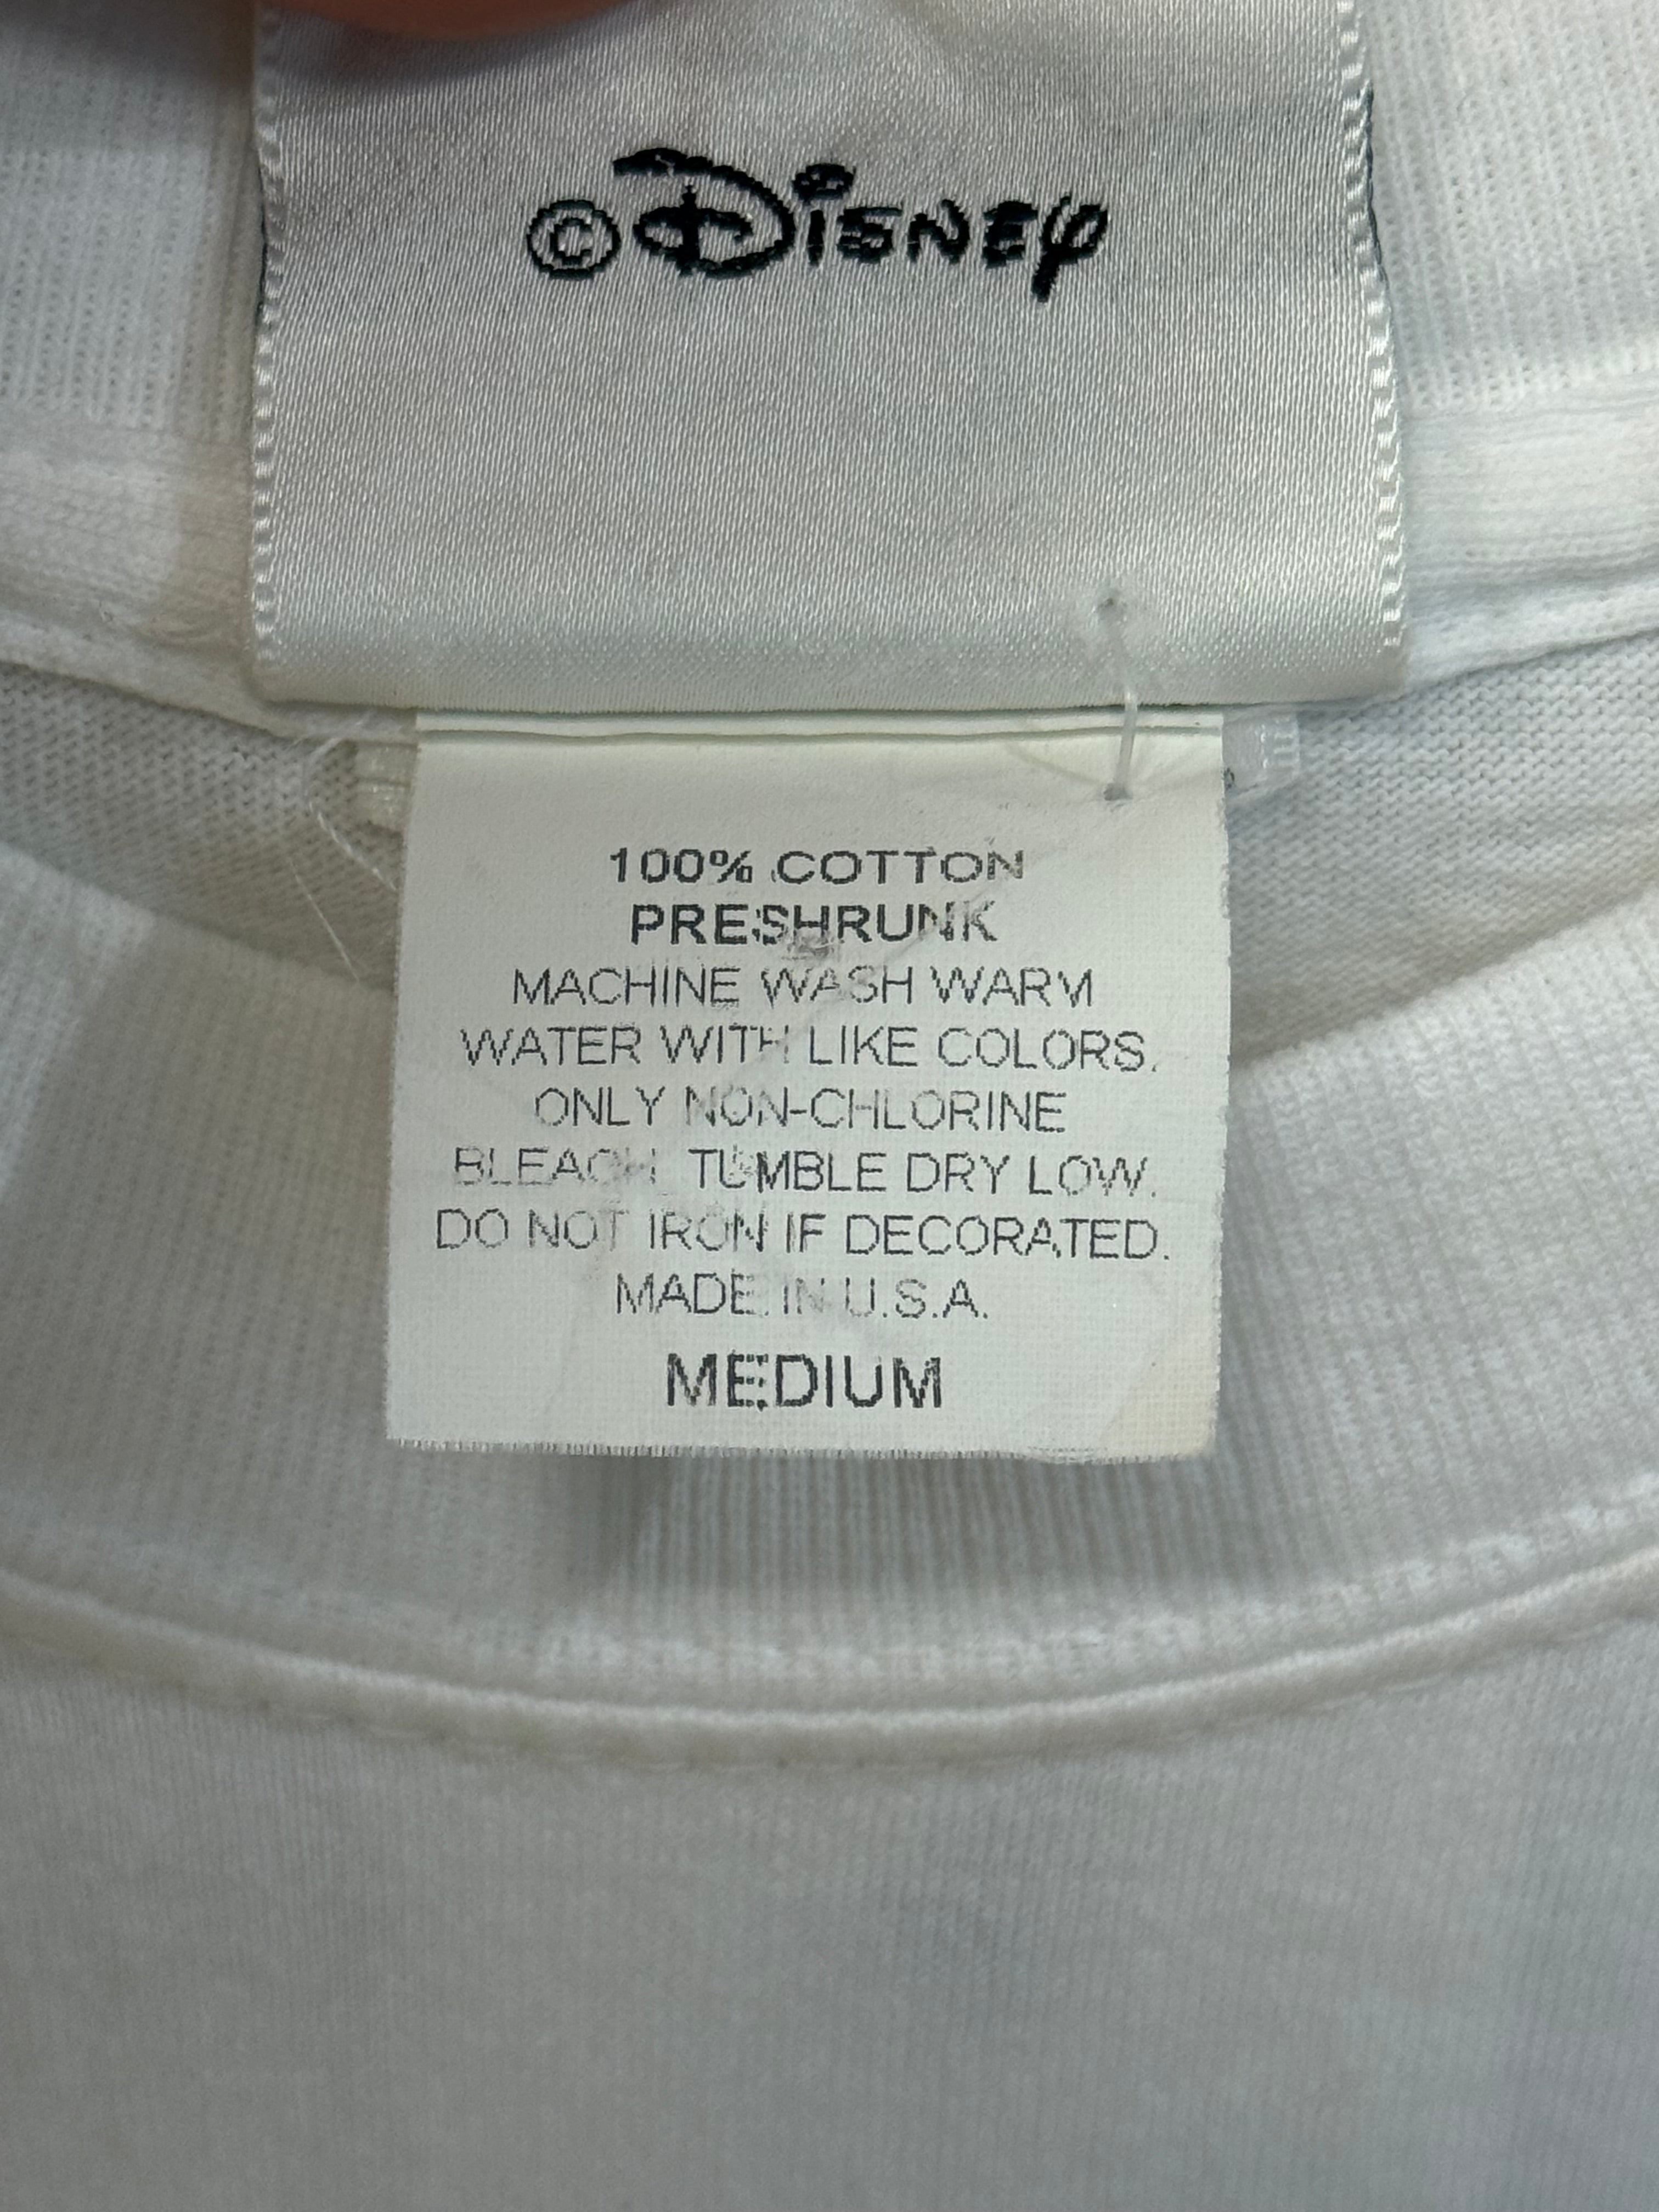 ©Disney
100% COTTON
PRESHRUNK
MACHINE WASH WARM
WATER WITH LIKE COLORS.
ONLY NON-CHLORINE
BLEACH. TUMBLE DRY LOW.
DO NOT IRON IF DECORATED.
MADE IN U.S.A.
MEDIUM